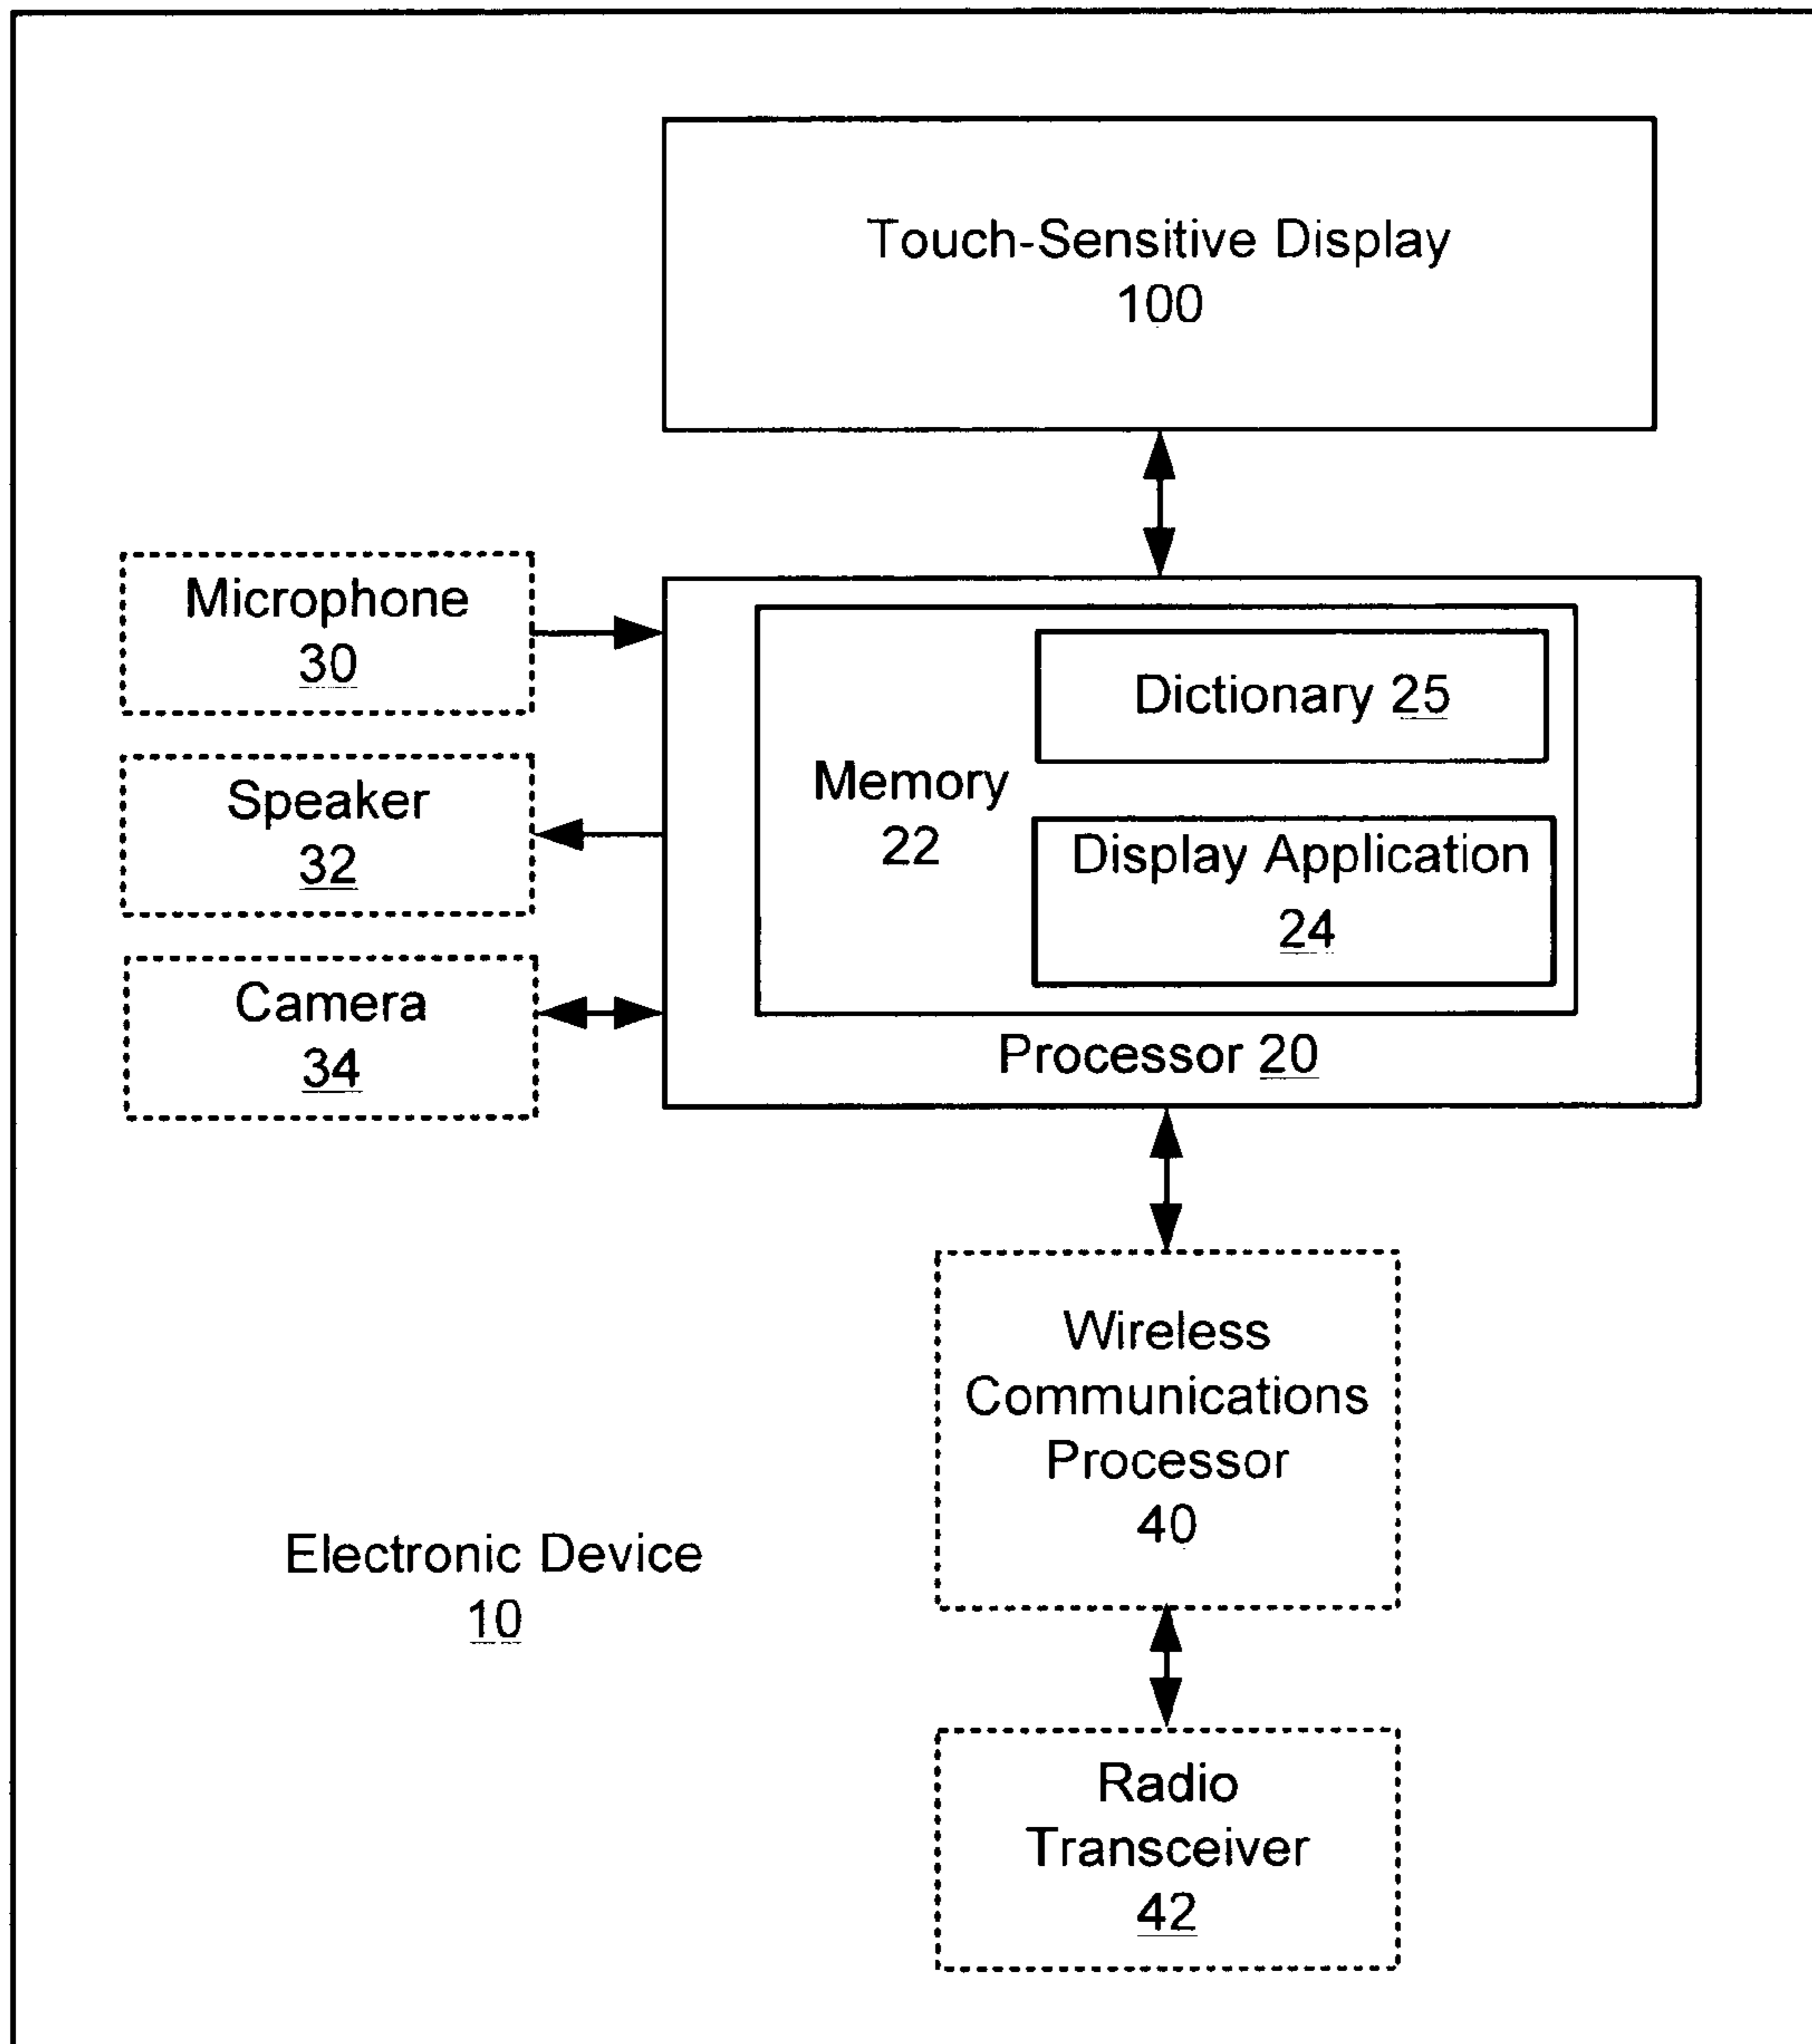 Touch-Sensitive Display
100
Microphone
30
Dictionary 25
Memory
22
Speaker
32
Display Application
24
Camera
34
Processor 20
Wireless
Communications
Processor
40
Electronic Device
10
Radio
Transceiver
42